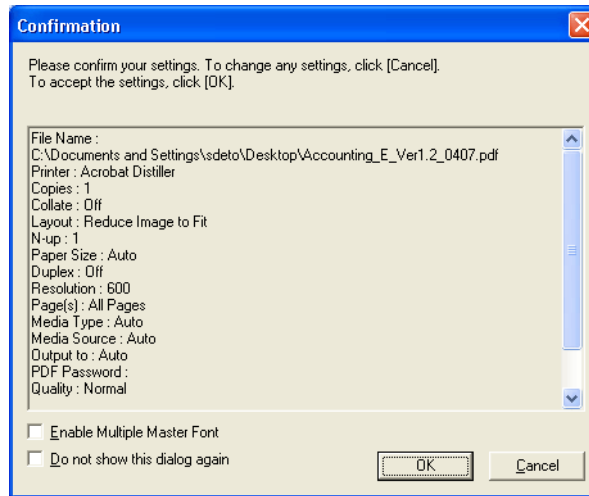 Confirmation
Please confirm your settings. To change any settings, click [Cancel].
To accept the settings, click [OK].
File Name :
C:\Documents and Settings\sdeto\Desktop\Accounting_E_Ver1.2_0407.pdf
Printer : Acrobat Distiller
Copies : 1
Collate : Off
Layout : Reduce Image to Fit
N-up : 1
Paper Size : Auto
Duplex : Off
Resolution : 600
Page(s) : All Pages
Media Type : Auto
Media Source : Auto
Output to : Auto
PDF Password :
Quality : Normal
Enable Multiple Master Font
Do not show this dialog again
OK
Cancel